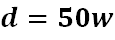 d = 50w